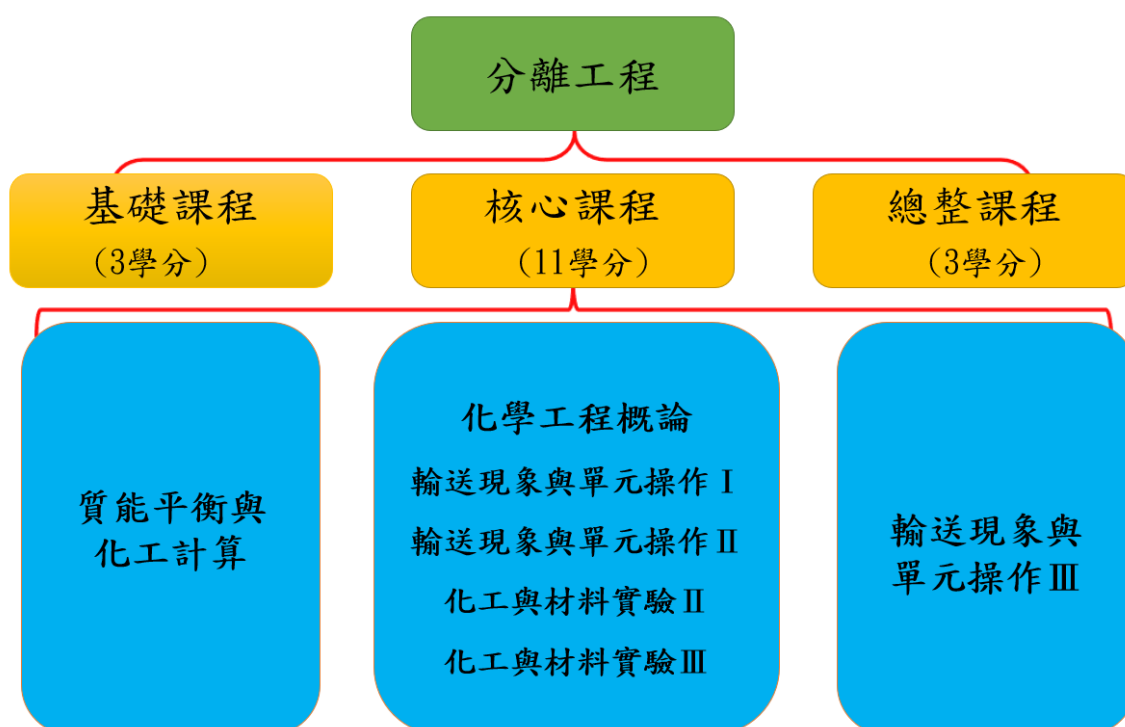 分離工程
基礎課程
(3學分)
核心課程
(11學分)
總整課程
(3學分)
質能平衡與
化工計算
化學工程概論
輸送現象與單元操作Ⅰ
輸送現象與單元操作Ⅱ
化工與材料實驗Ⅱ
化工與材料實驗Ⅲ
輸送現象與
單元操作Ⅲ